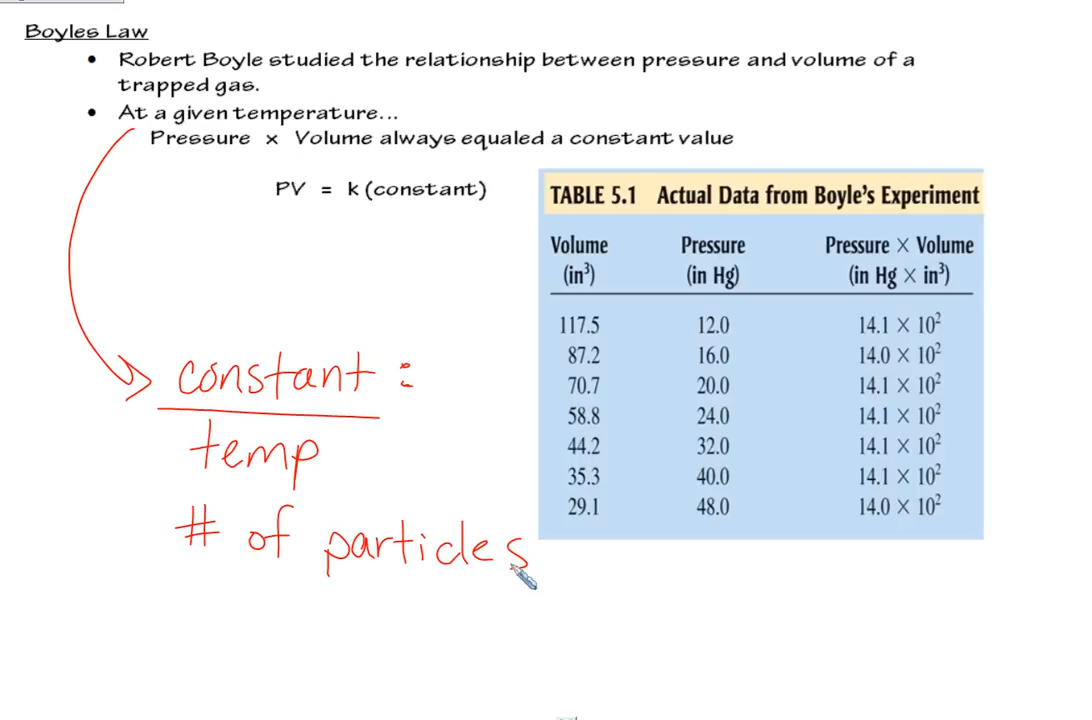 Boyles Law
• Robert Boyle studied the relationship between pressure and volume of a
trapped gas.
• At a given temperature...
Pressure × Volume always equaled a constant value
PV = k (constant)
TABLE 5.1 Actual Data from Boyle's Experiment
Volume Pressure Pressure × Volume
(in³) (in Hg) (in Hg × in³)
117.5 12.0 14.1 × 10²
87.2 16.0 14.0 × 10²
70.7 20.0 14.1 × 10²
58.8 24.0 14.1 × 10²
44.2 32.0 14.1 × 10²
35.3 40.0 14.1 × 10²
29.1 48.0 14.0 × 10²
constant :
temp
# of particles